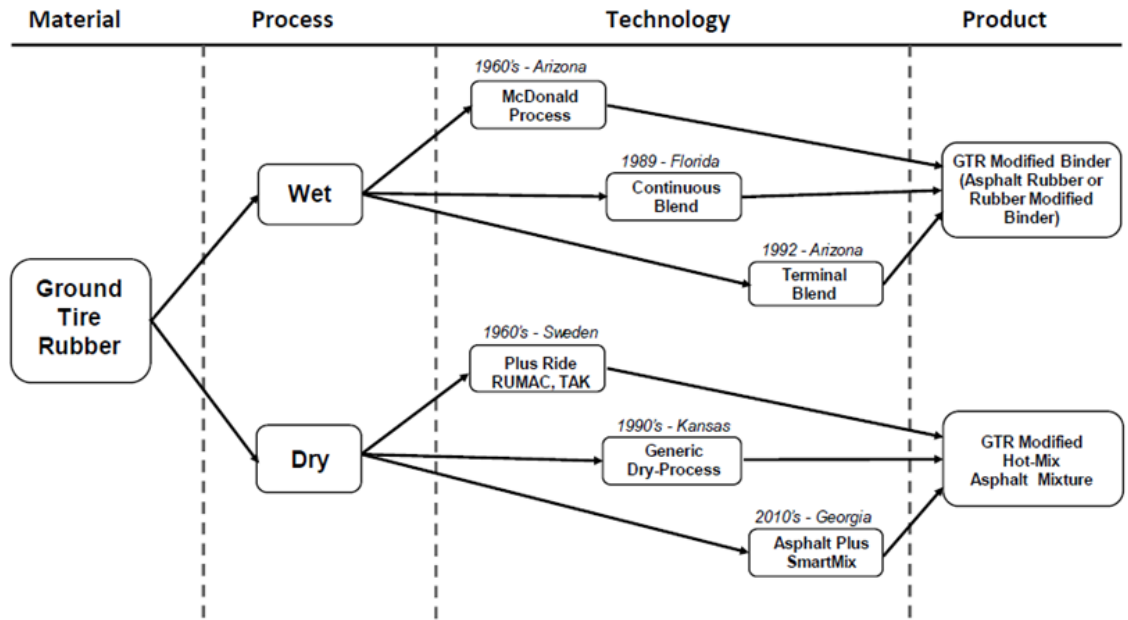 Material Process Technology Product
1960's - Arizona
McDonald
Process
1989 - Florida
Continuous
Blend
1992 - Arizona
Terminal
Blend
GTR Modified Binder
(Asphalt Rubber or
Rubber Modified
Binder)
Wet
Ground
Tire
Rubber
Dry
1960's - Sweden
Plus Ride
RUMAC, TAK
1990's - Kansas
Generic
Dry-Process
2010's - Georgia
Asphalt Plus
SmartMix
GTR Modified
Hot-Mix
Asphalt Mixture